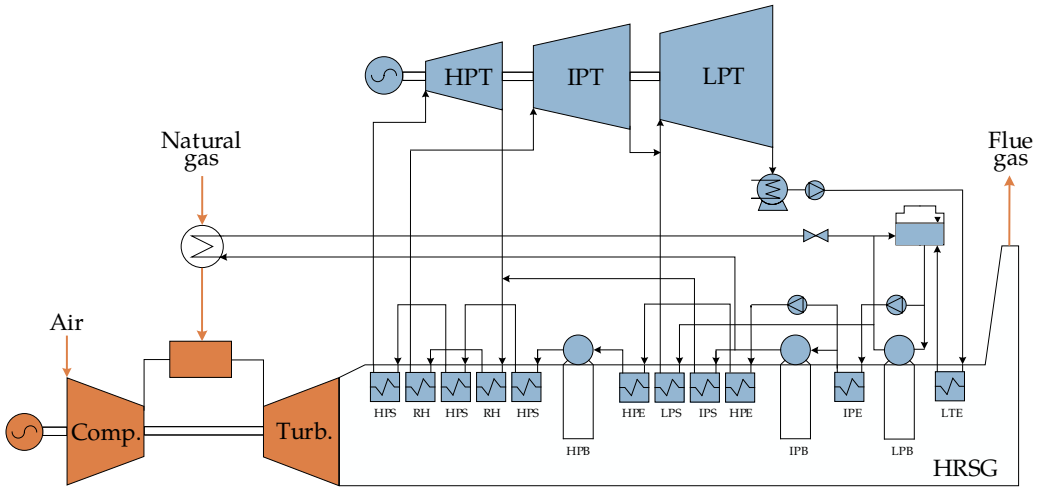 HPT
IPT
LPT
Natural
gas
Flue
gas
Air
HPS
RH
HPS
RH
HPS
HPE
LPS
IPS
HPE
IPE
LTE
Comp.
Turb.
HPB
IPB
LPB
HRSG